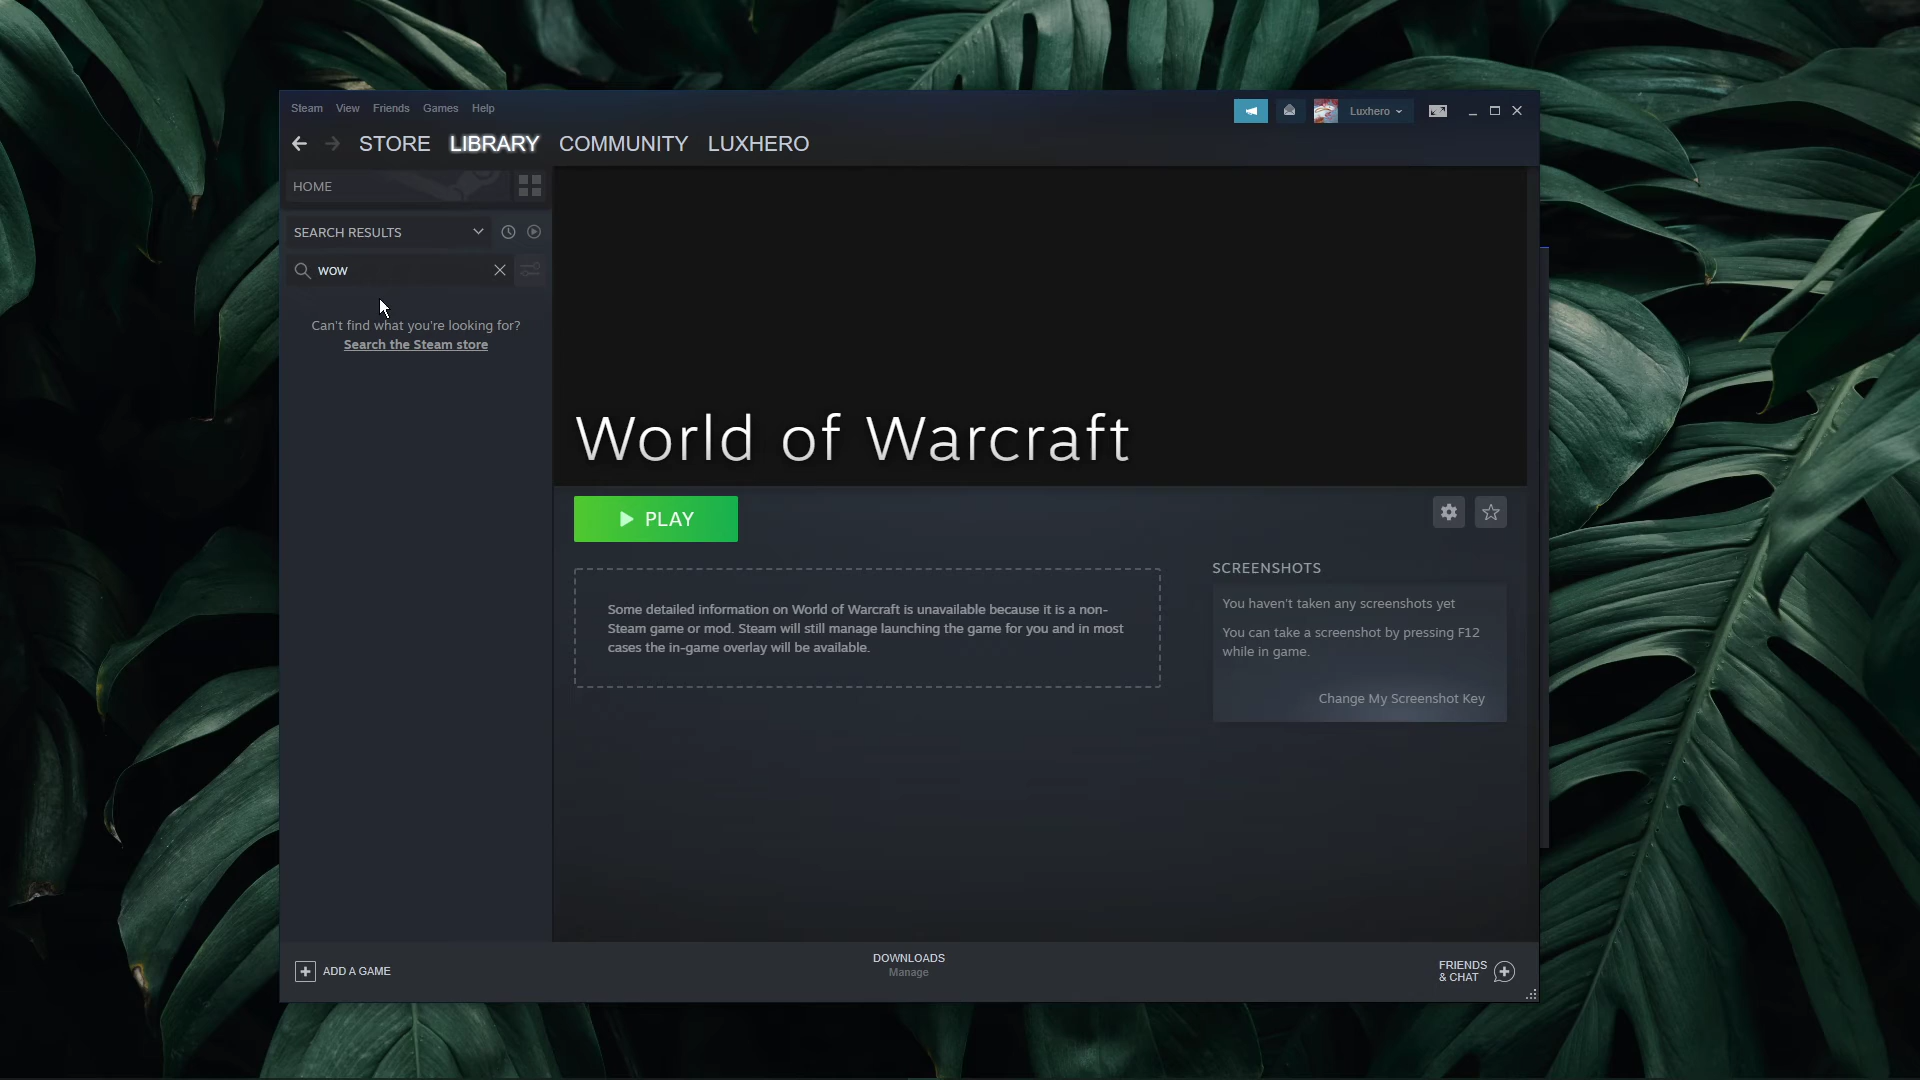 Steam View Friends Games Help
Luxhero
STORE LIBRARY COMMUNITY LUXHERO
HOME
SEARCH RESULTS
wow
Can't find what you're looking for?
Search the Steam store
World of Warcraft
PLAY
Some detailed information on World of Warcraft is unavailable because it is a non-
Steam game or mod. Steam will still manage launching the game for you and in most
cases the in-game overlay will be available.
SCREENSHOTS
You haven't taken any screenshots yet
You can take a screenshot by pressing F12
while in game.
Change My Screenshot Key
ADD A GAME
DOWNLOADS
Manage
FRIENDS
& CHAT